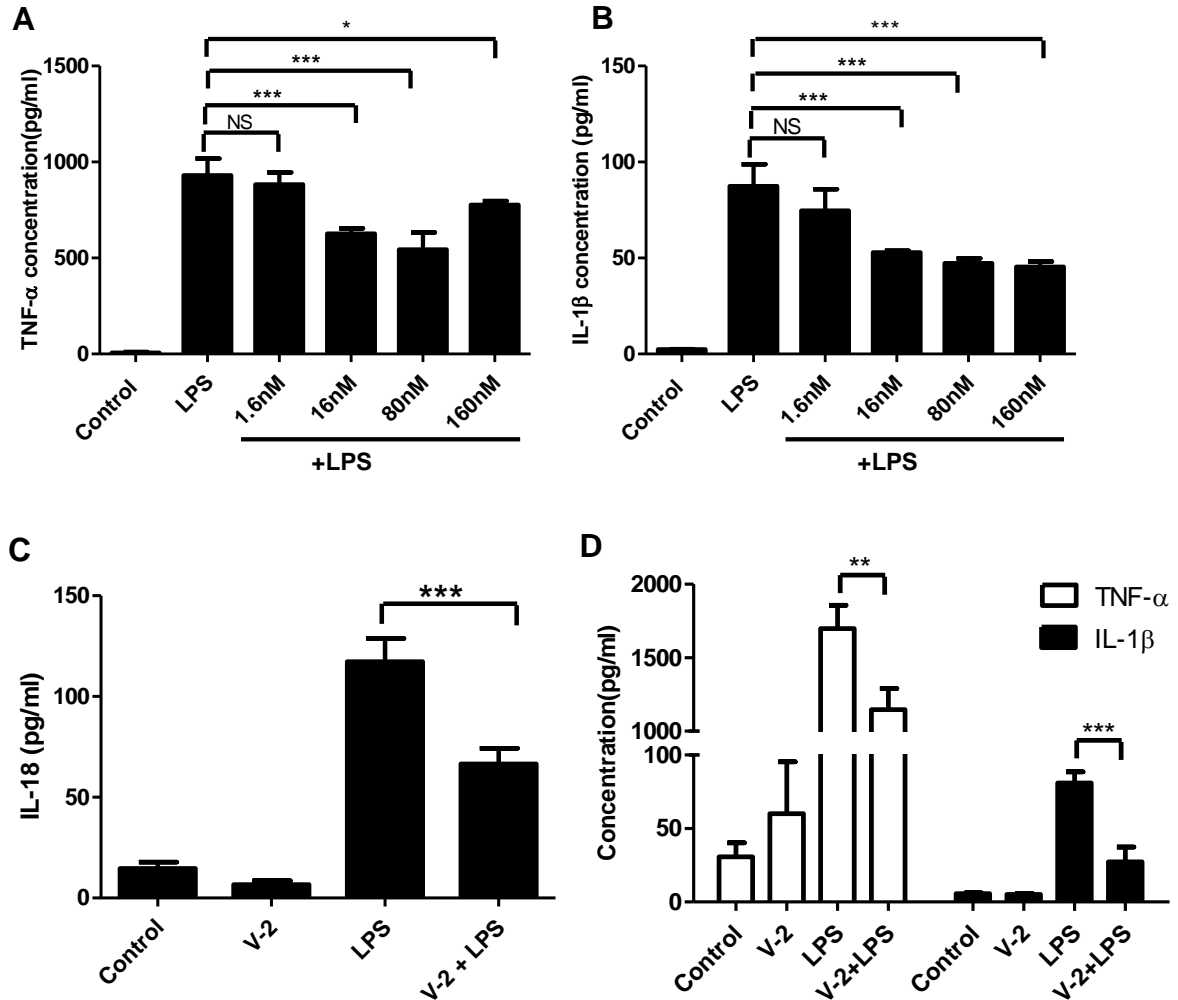 A
*
***
***
NS
TNF-α concentration(pg/ml)
1500
1000
500
0
Control
LPS
1.6nM
16nM
80nM
160nM
+LPS
B
***
***
***
NS
IL-1β concentration (pg/ml)
150
100
50
0
Control
LPS
1.6nM
16nM
80nM
160nM
+LPS
C
***
IL-18 (pg/ml)
150
100
50
0
Control
V-2
LPS
V-2 + LPS
D
**
***
TNF-α
IL-1β
Concentration(pg/ml)
2000
1500
1000
100
50
0
Control
V-2
LPS
V-2+LPS
Control
V-2
LPS
V-2+LPS